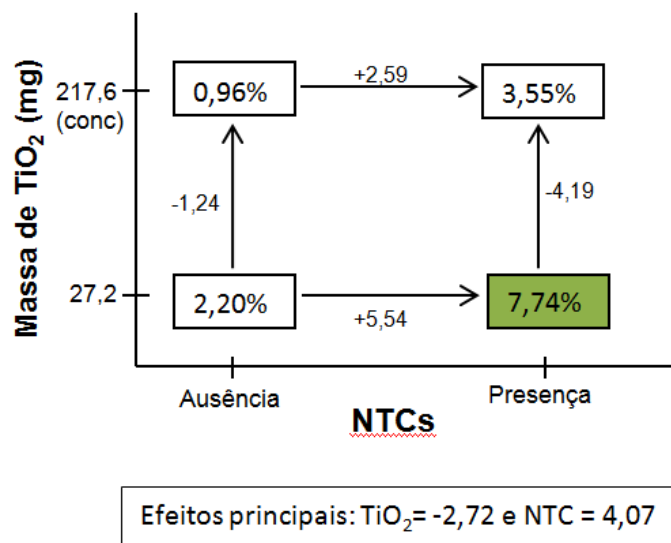 Massa de TiO₂ (mg)
217,6
(conc)
0,96%
+2,59
3,55%
-1,24
-4,19
27,2
2,20%
+5,54
7,74%
Ausência
Presença
NTCs
Efeitos principais: TiO₂= -2,72 e NTC = 4,07